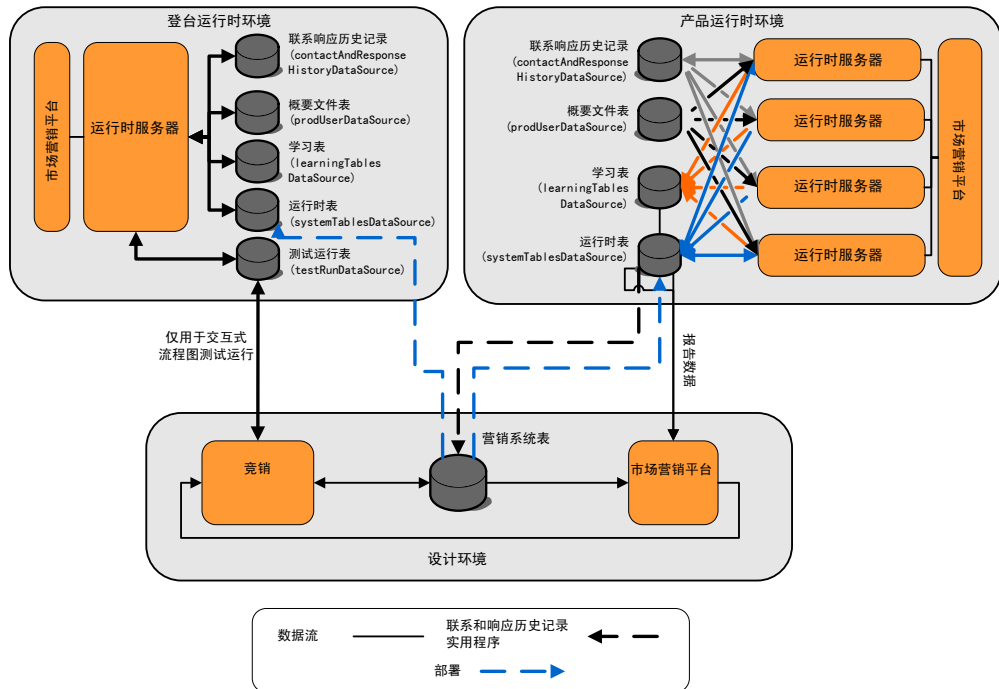 登台运行时环境
市场营销平台
运行时服务器
联系响应历史记录
(contactAndResponse
HistoryDataSource)
概要文件表
(prodUserDataSource)
学习表
(learningTables
DataSource)
运行时表
(systemTablesDataSource)
测试运行表
(testRunDataSource)
产品运行时环境
联系响应历史记录
(contactAndResponse
HistoryDataSource)
概要文件表
(prodUserDataSource)
学习表
(learningTables
DataSource)
运行时表
(systemTablesDataSource)
运行时服务器
运行时服务器
运行时服务器
运行时服务器
市场营销平台
仅用于交互式
流程图测试运行
报告数据
营销系统表
竞销
市场营销平台
设计环境
数据流
联系和响应历史记录
实用程序
部署